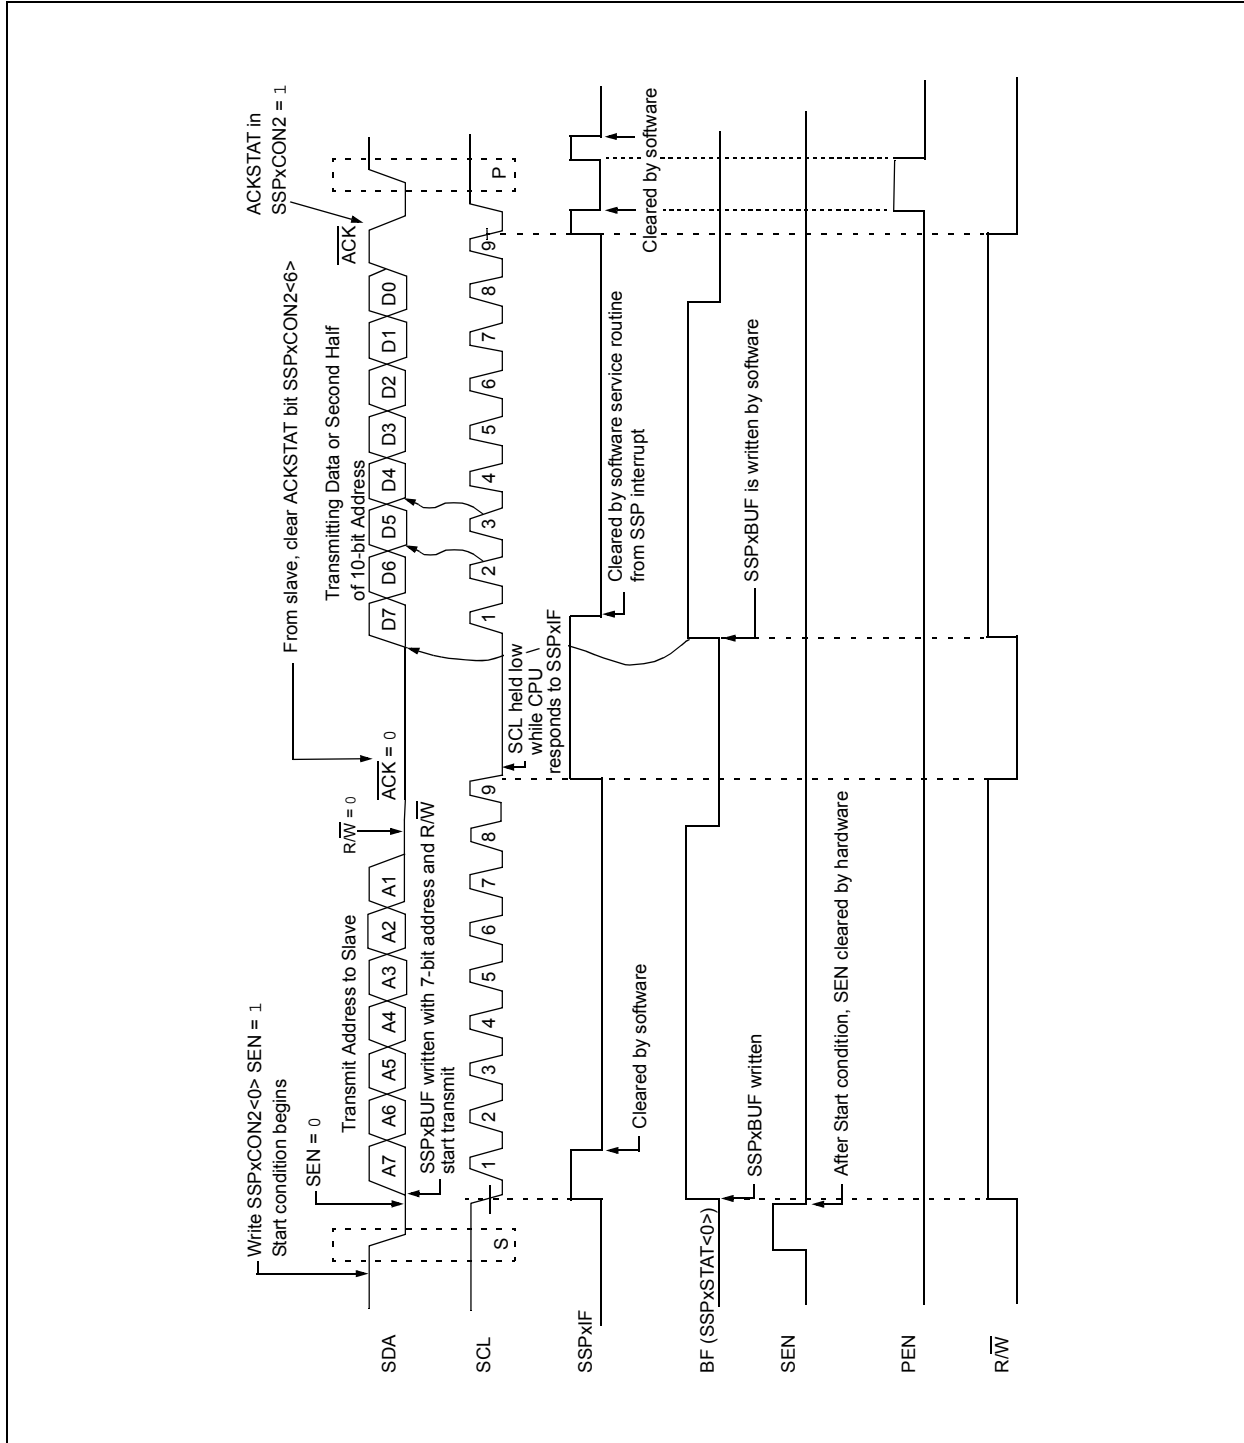 Write SSPxCON2<0> SEN = 1
Start condition begins
From slave, clear ACKSTAT bit SSPxCON2<6>
ACKSTAT in
SSPxCON2 = 1
SEN = 0
Transmit Address to Slave
R/W = 0
ACK = 0
Transmitting Data or Second Half
of 10-bit Address
ACK
SDA
A7 A6 A5 A4 A3 A2 A1
D7 D6 D5 D4 D3 D2 D1 D0
SSPxBUF written with 7-bit address and R/W
start transmit
SCL
S
1 2 3 4 5 6 7 8 9
1 2 3 4 5 6 7 8 9
P
SCL held low
while CPU
responds to SSPxIF
SSPxIF
Cleared by software
Cleared by software service routine
from SSP interrupt
Cleared by software
BF (SSPxSTAT<0>)
SSPxBUF written
SSPxBUF is written by software
SEN
After Start condition, SEN cleared by hardware
PEN
R/W